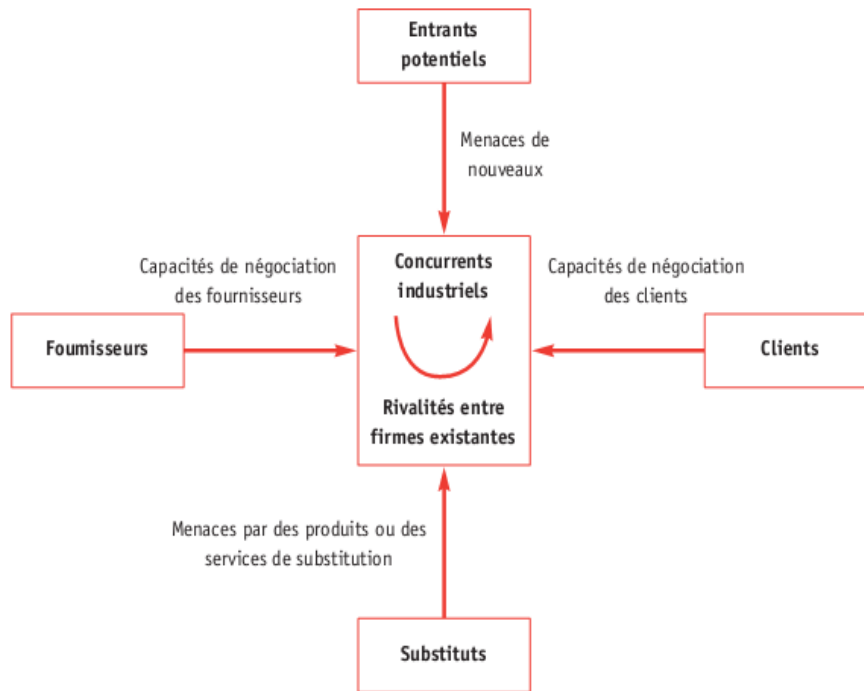 Entrants
potentiels
Menaces de
nouveaux
Capacités de négociation
des fournisseurs
Concurrents
industriels
Capacités de négociation
des clients
Foumisseurs
Clients
Rivalités entre
firmes existantes
Menaces par des produits ou des
services de substitution
Substituts